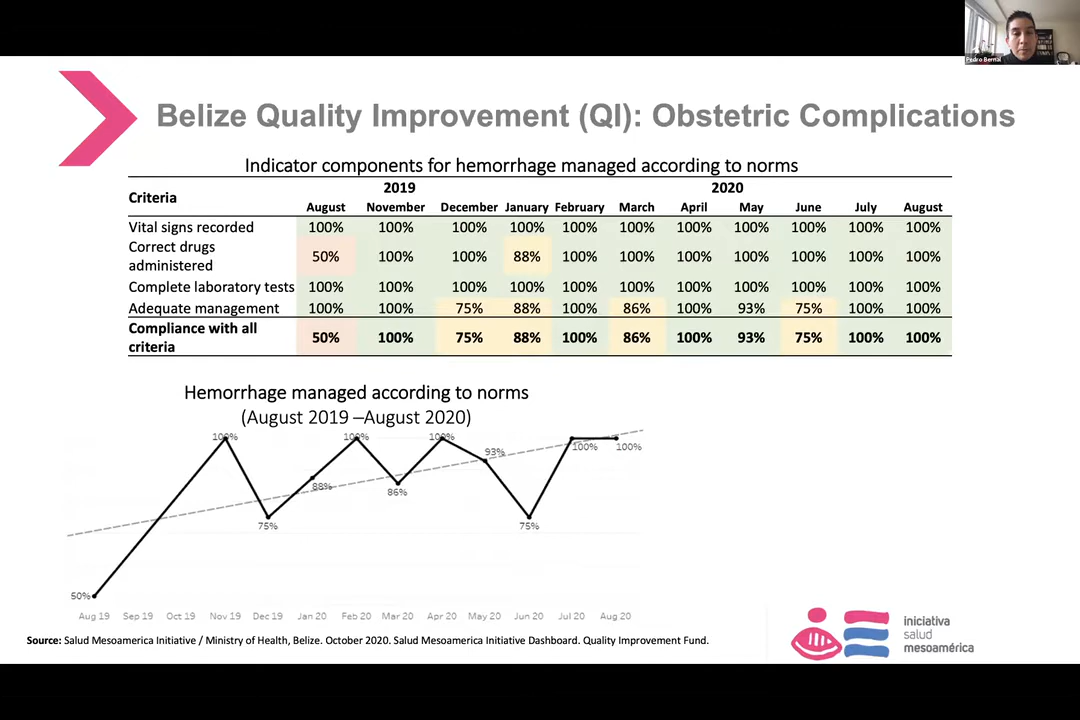 Pedro Bernal
Belize Quality Improvement (QI): Obstetric Complications
Indicator components for hemorrhage managed according to norms
Criteria 2019 2020
August November December January February March April May June July August
Vital signs recorded 100% 100% 100% 100% 100% 100% 100% 100% 100% 100% 100%
Correct drugs
administered 50% 100% 100% 88% 100% 100% 100% 100% 100% 100% 100%
Complete laboratory tests 100% 100% 100% 100% 100% 100% 100% 100% 100% 100% 100%
Adequate management 100% 100% 75% 88% 100% 86% 100% 93% 75% 100% 100%
Compliance with all
criteria 50% 100% 75% 88% 100% 86% 100% 93% 75% 100% 100%
Hemorrhage managed according to norms
(August 2019 –August 2020)
50% 100% 75% 88% 100% 86% 100% 93% 75% 100% 100%
Aug 19 Sep 19 Oct 19 Nov 19 Dec 19 Jan 20 Feb 20 Mar 20 Apr 20 May 20 Jun 20 Jul 20 Aug 20
Source: Salud Mesoamerica Initiative / Ministry of Health, Belize. October 2020. Salud Mesoamerica Initiative Dashboard. Quality Improvement Fund.
iniciativa
salud
mesoamérica